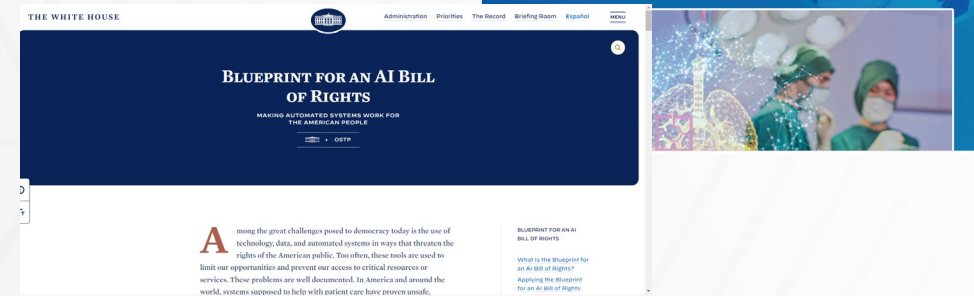 THE WHITE HOUSE
Administration Priorities The Record Briefing Room Español MENU
BLUEPRINT FOR AN AI BILL
OF RIGHTS
MAKING AUTOMATED SYSTEMS WORK FOR
THE AMERICAN PEOPLE
OSTP
Among the great challenges posed to democracy today is the use of
technology, data, and automated systems in ways that threaten the
rights of the American public. Too often, these tools are used to
limit our opportunities and prevent our access to critical resources or
services. These problems are well documented. In America and around the
world, systems supposed to help with patient care have proven unsafe,
BLUEPRINT FOR AN AI
BILL OF RIGHTS
What is the Blueprint for
an AI Bill of Rights?
Applying the Blueprint
for an AI Bill of Rights